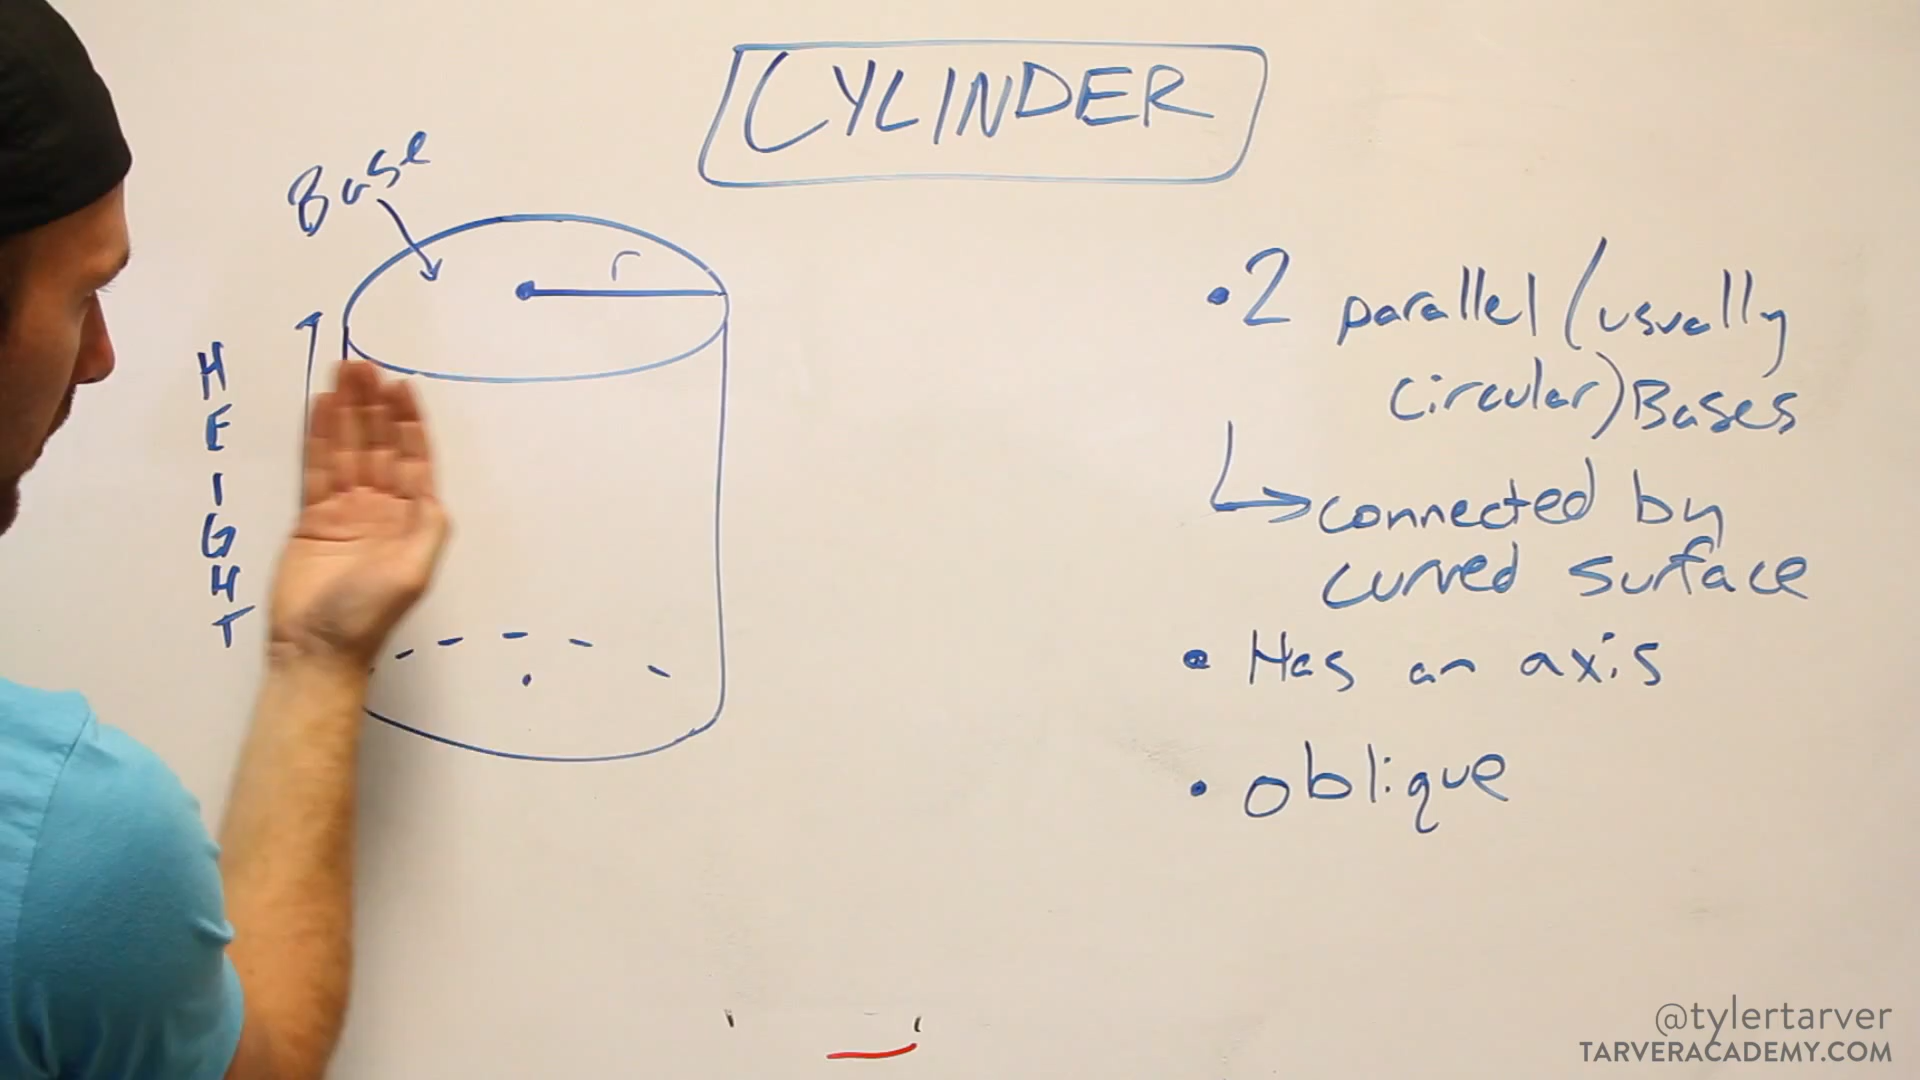 CYLINDER
Base
r
HEIGHT
• 2 parallel (usually
circular) Bases
connected by
curved surface
• Has an axis
• oblique
@tylertarver
TARVERACADEMY.COM